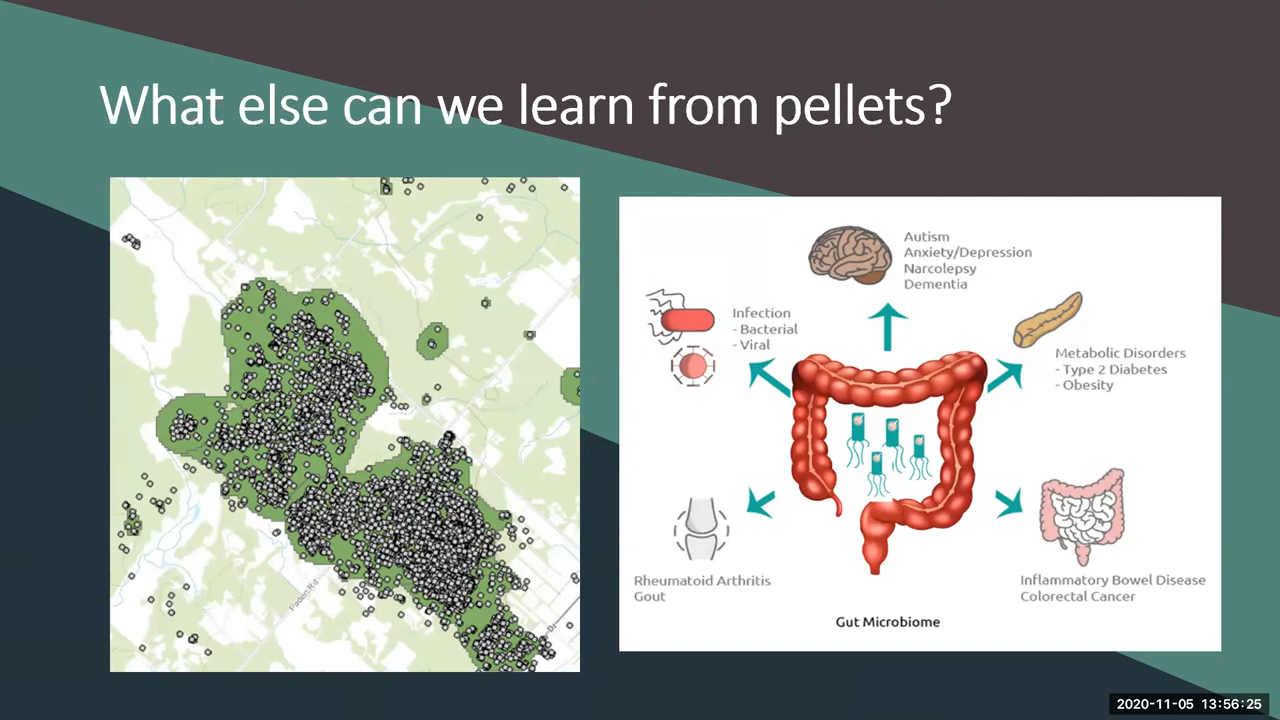 What else can we learn from pellets?
Autism
Anxiety/Depression
Narcolepsy
Dementia
Infection
- Bacterial
- Viral
Metabolic Disorders
- Type 2 Diabetes
- Obesity
Rheumatoid Arthritis
Gout
Inflammatory Bowel Disease
Colorectal Cancer
Gut Microbiome
2020-11-05 13:56:25